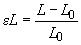 εL = (L − L₀) / L₀